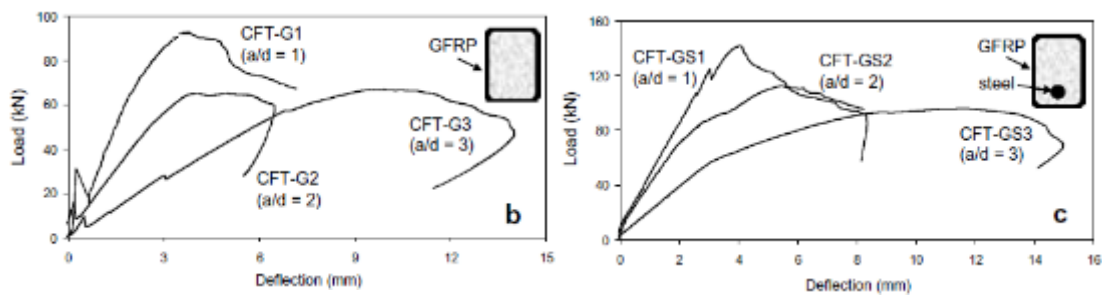 100
80
60
40
20
0
Load (kN)
CFT-G1
(a/d = 1)
GFRP
CFT-G3
(a/d = 3)
CFT-G2
(a/d = 2)
b
0 3 6 9 12 15
Deflection (mm)
160
120
80
40
0
Load (kN)
CFT-GS1
(a/d = 1)
CFT-GS2
(a/d = 2)
GFRP
steel
CFT-GS3
(a/d = 3)
c
0 2 4 6 8 10 12 14 16
Deflection (mm)